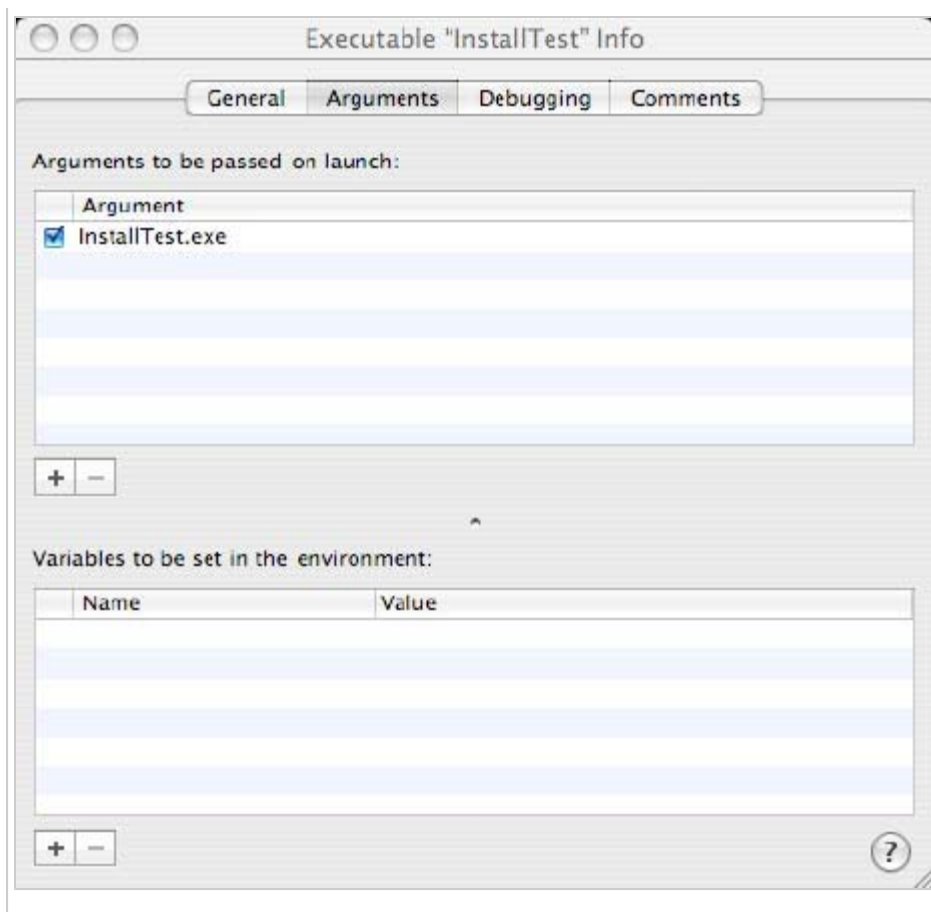 Executable "InstallTest" Info
General Arguments Debugging Comments
Arguments to be passed on launch:
Argument
InstallTest.exe
+ −
Variables to be set in the environment:
Name Value
+ −
?